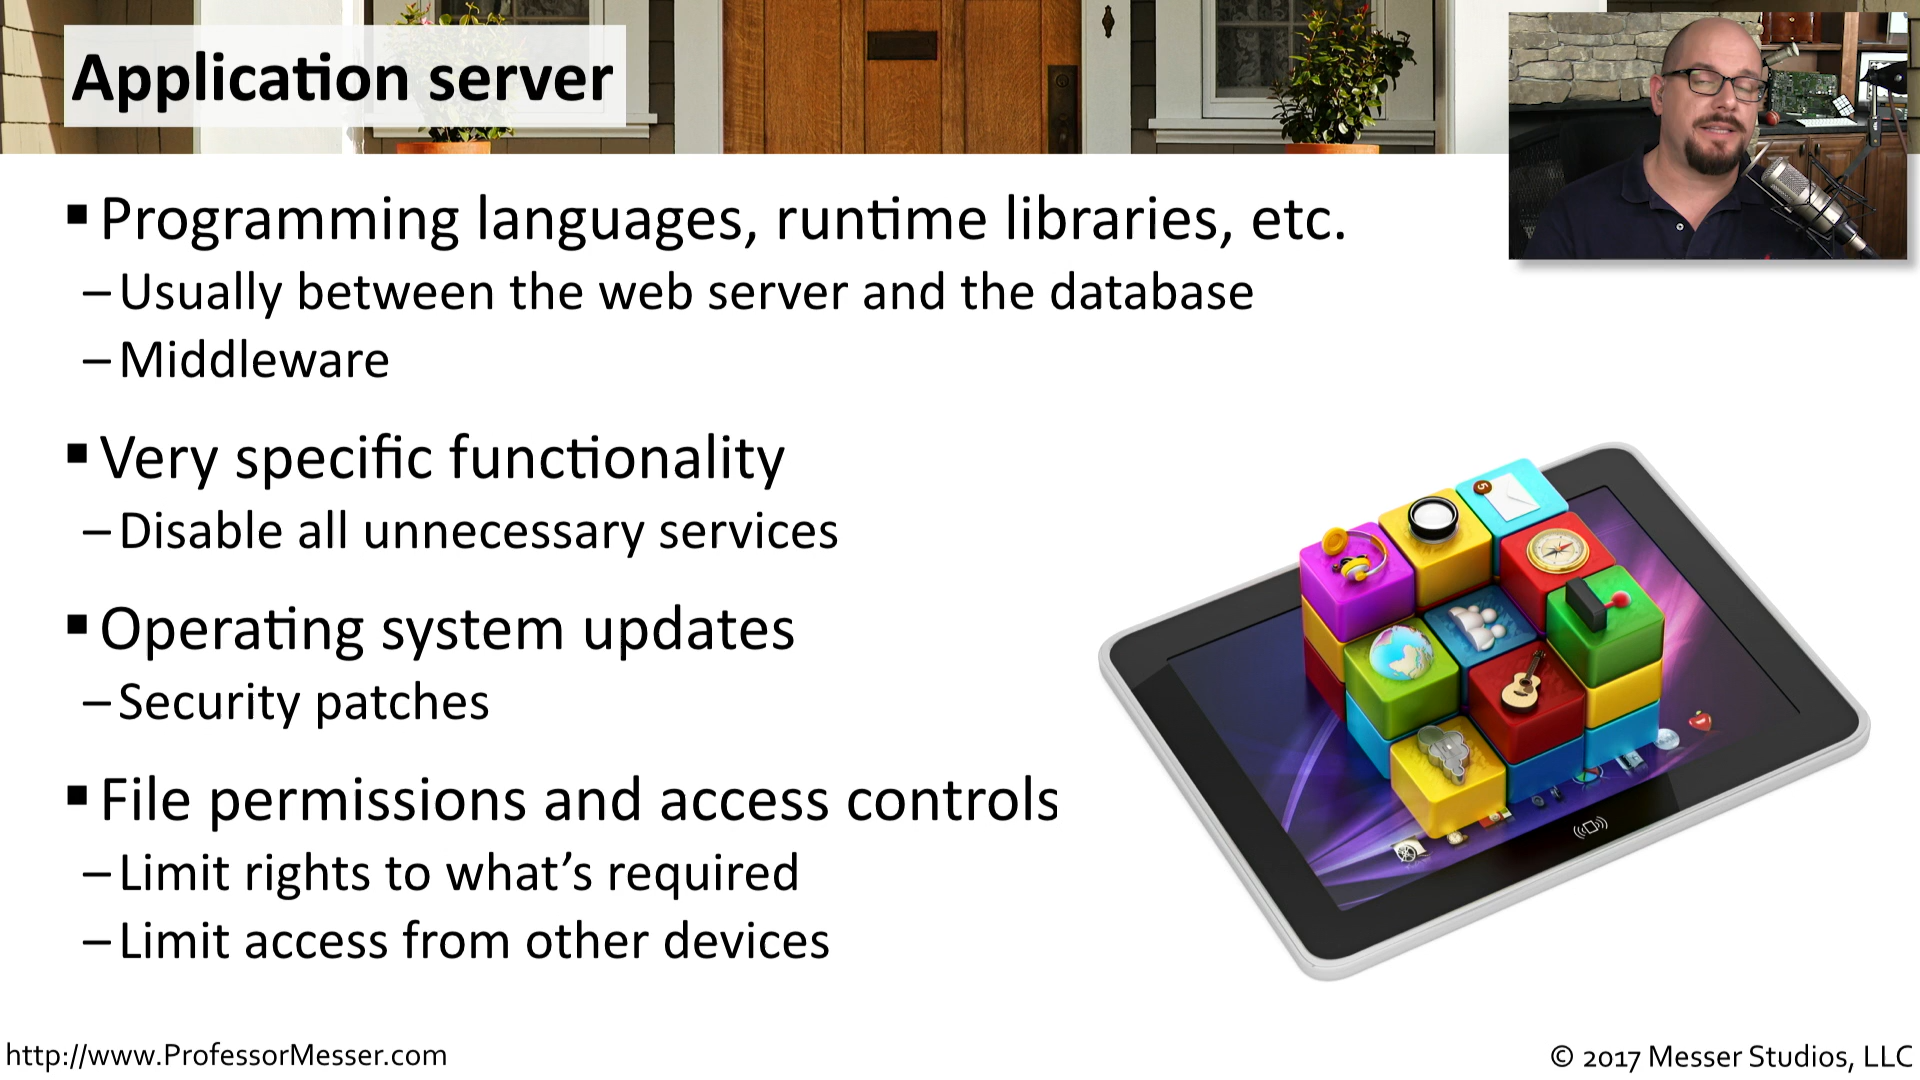 Application server
▪ Programming languages, runtime libraries, etc.
– Usually between the web server and the database
– Middleware
▪ Very specific functionality
– Disable all unnecessary services
▪ Operating system updates
– Security patches
▪ File permissions and access controls
– Limit rights to what’s required
– Limit access from other devices
5
http://www.ProfessorMesser.com
© 2017 Messer Studios, LLC